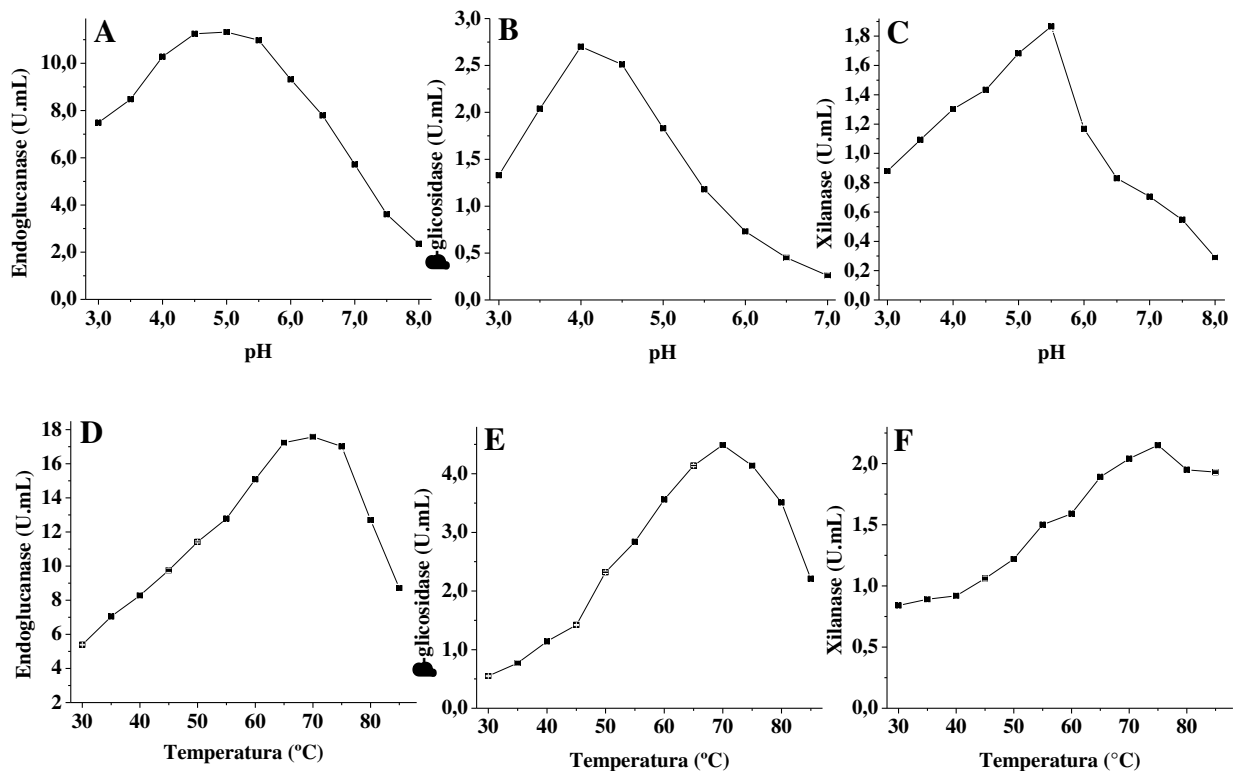 A
Endoglucanase (U.mL)
10,0
8,0
6,0
4,0
2,0
0,0
3,0 4,0 5,0 6,0 7,0 8,0
pH
B
glicosidase (U.mL)
3,0
2,5
2,0
1,5
1,0
0,5
0,0
3,0 4,0 5,0 6,0 7,0
pH
C
Xilanase (U.mL)
1,8
1,6
1,4
1,2
1,0
0,8
0,6
0,4
0,2
0,0
3,0 4,0 5,0 6,0 7,0 8,0
pH
D
Endoglucanase (U.mL)
18
16
14
12
10
8
6
4
2
30 40 50 60 70 80
Temperatura (ºC)
E
glicosidase (U.mL)
4,0
3,0
2,0
1,0
0,0
30 40 50 60 70 80
Temperatura (ºC)
F
Xilanase (U.mL)
2,0
1,5
1,0
0,5
0,0
30 40 50 60 70 80
Temperatura (°C)